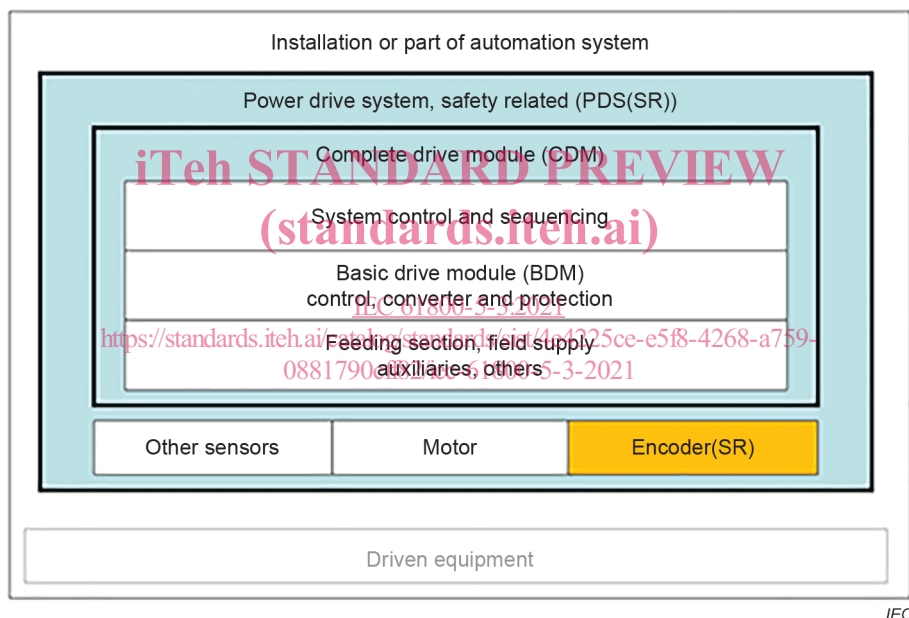 Installation or part of automation system
Power drive system, safety related (PDS(SR))
Complete drive module (CDM)
iTeh STANDARD PREVIEW
System control and sequencing
(standards.iteh.ai)
Basic drive module (BDM)
control, converter and protection
IEC 61800-5-3:2021
Feeding section, field supply
https://standards.iteh.ai/catalog/standards/sist/4e4225ce-e5f8-4268-a759-
auxiliaries, others
iec-61800-5-3-2021
Other sensors
Motor
Encoder(SR)
Driven equipment
IEC